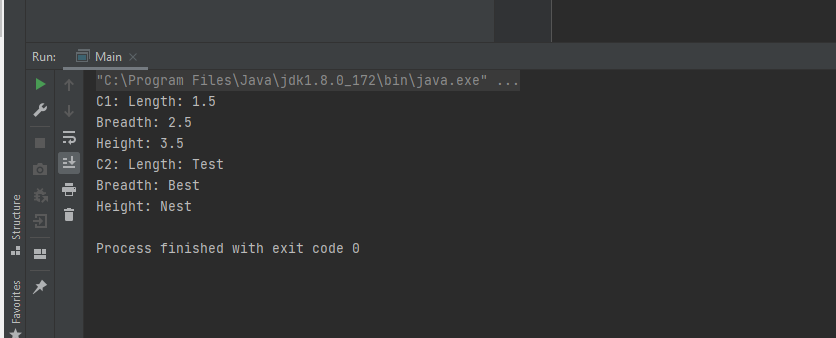 Run: Main
"C:\Program Files\Java\jdk1.8.0_172\bin\java.exe" ...
C1: Length: 1.5
Breadth: 2.5
Height: 3.5
C2: Length: Test
Breadth: Best
Height: Nest
Process finished with exit code 0
Structure
Favorites